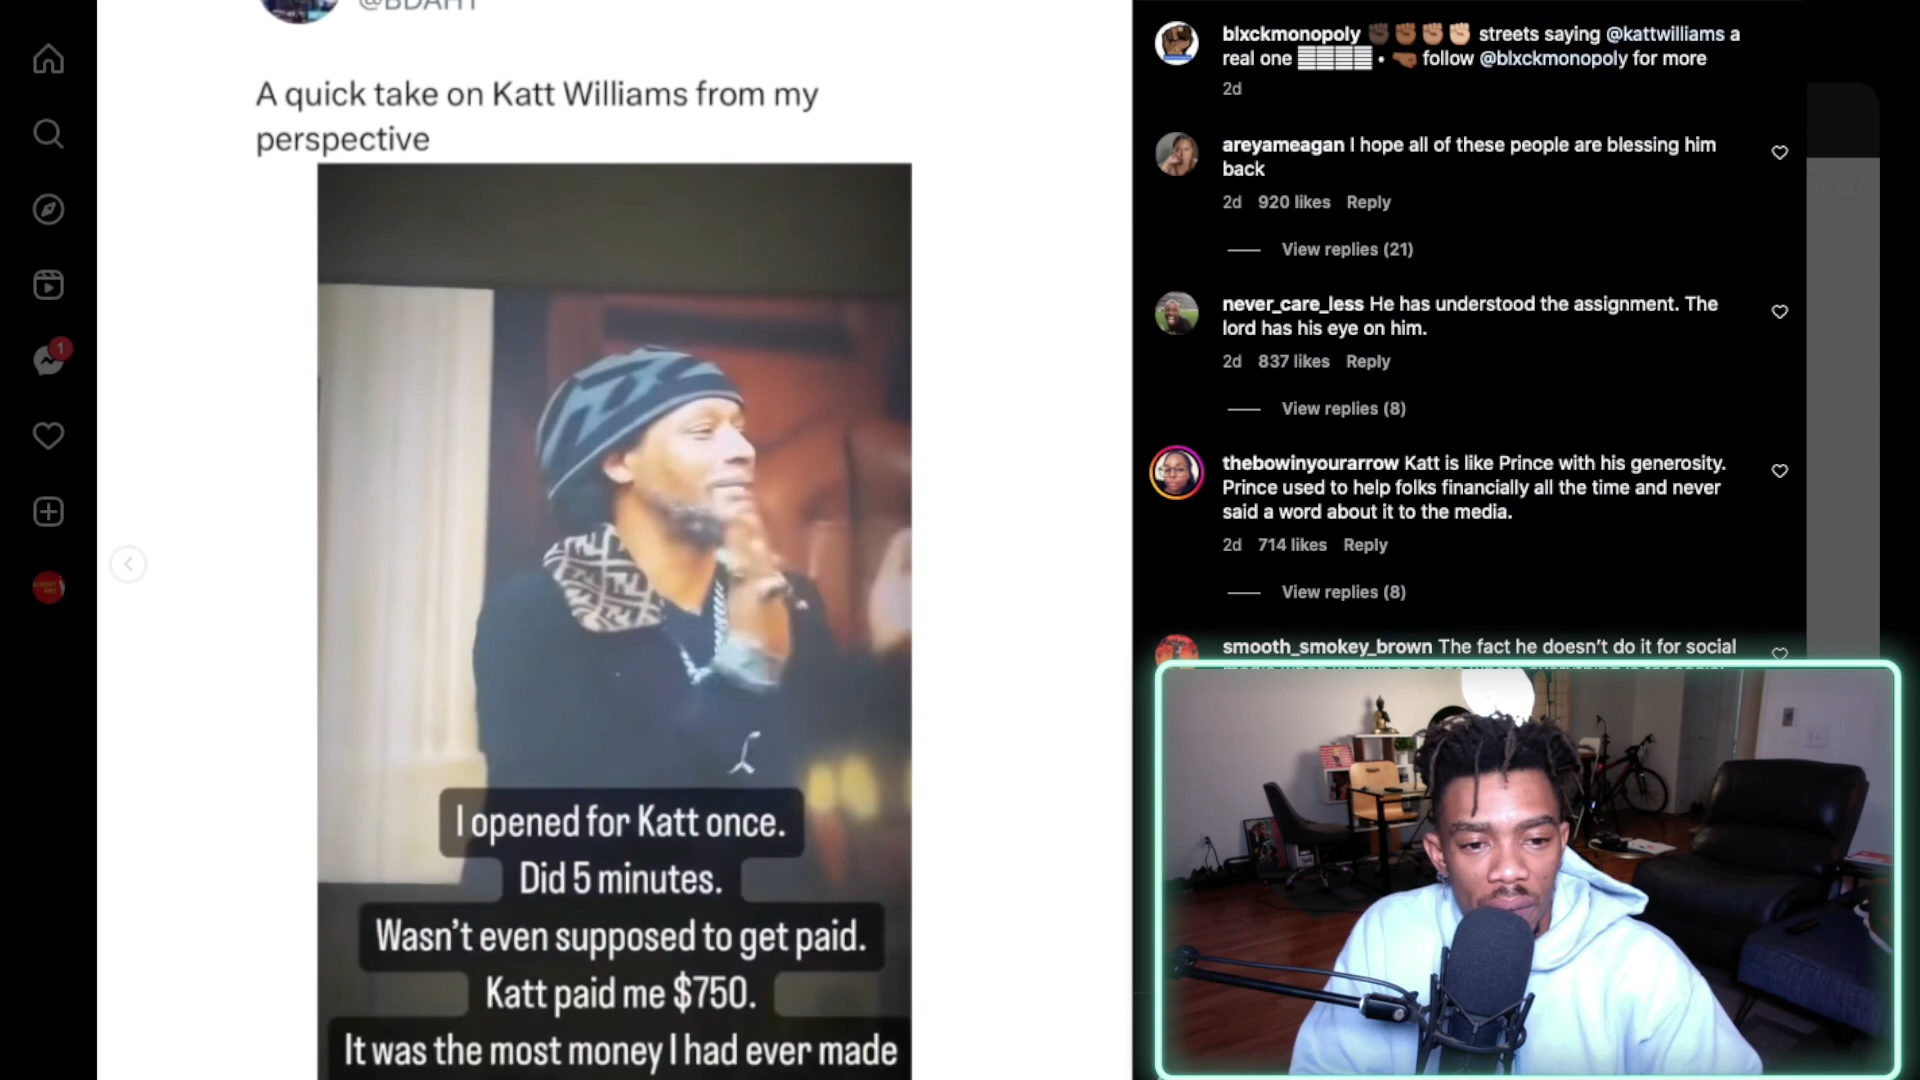 @BDAHT
A quick take on Katt Williams from my
perspective
I opened for Katt once.
Did 5 minutes.
Wasn't even supposed to get paid.
Katt paid me $750.
It was the most money I had ever made
1
blxckmonopoly ✊🏿✊🏾✊🏽✊🏼 streets saying @kattwilliams a
real one • 🤜🏾 follow @blxckmonopoly for more
2d
areyameagan I hope all of these people are blessing him
back
2d 920 likes Reply
View replies (21)
never_care_less He has understood the assignment. The
lord has his eye on him.
2d 837 likes Reply
View replies (8)
thebowinyourarrow Katt is like Prince with his generosity.
Prince used to help folks financially all the time and never
said a word about it to the media.
2d 714 likes Reply
View replies (8)
smooth_smokey_brown The fact he doesn't do it for social